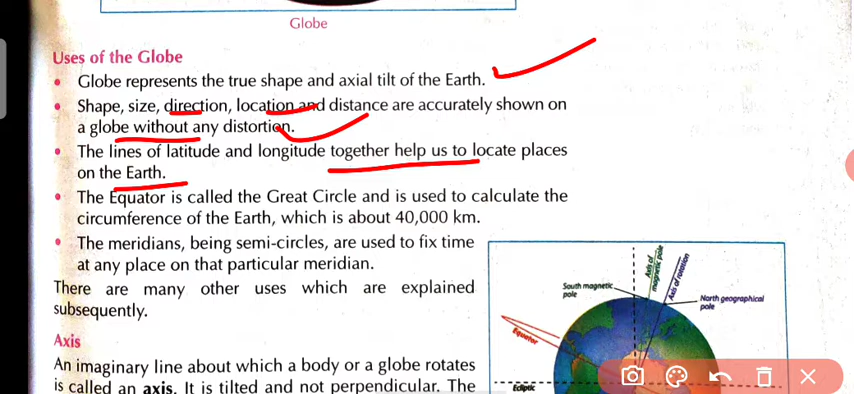 Globe
Uses of the Globe
• Globe represents the true shape and axial tilt of the Earth.
• Shape, size, direction, location and distance are accurately shown on
a globe without any distortion.
• The lines of latitude and longitude together help us to locate places
on the Earth.
• The Equator is called the Great Circle and is used to calculate the
circumference of the Earth, which is about 40,000 km.
• The meridians, being semi-circles, are used to fix time
at any place on that particular meridian.
There are many other uses which are explained
subsequently.
Axis
An imaginary line about which a body or a globe rotates
is called an axis. It is tilted and not perpendicular. The
South magnetic
pole
Axis of
magnetic pole
Axis of rotation
North geographical
pole
Equator
Ecliptic